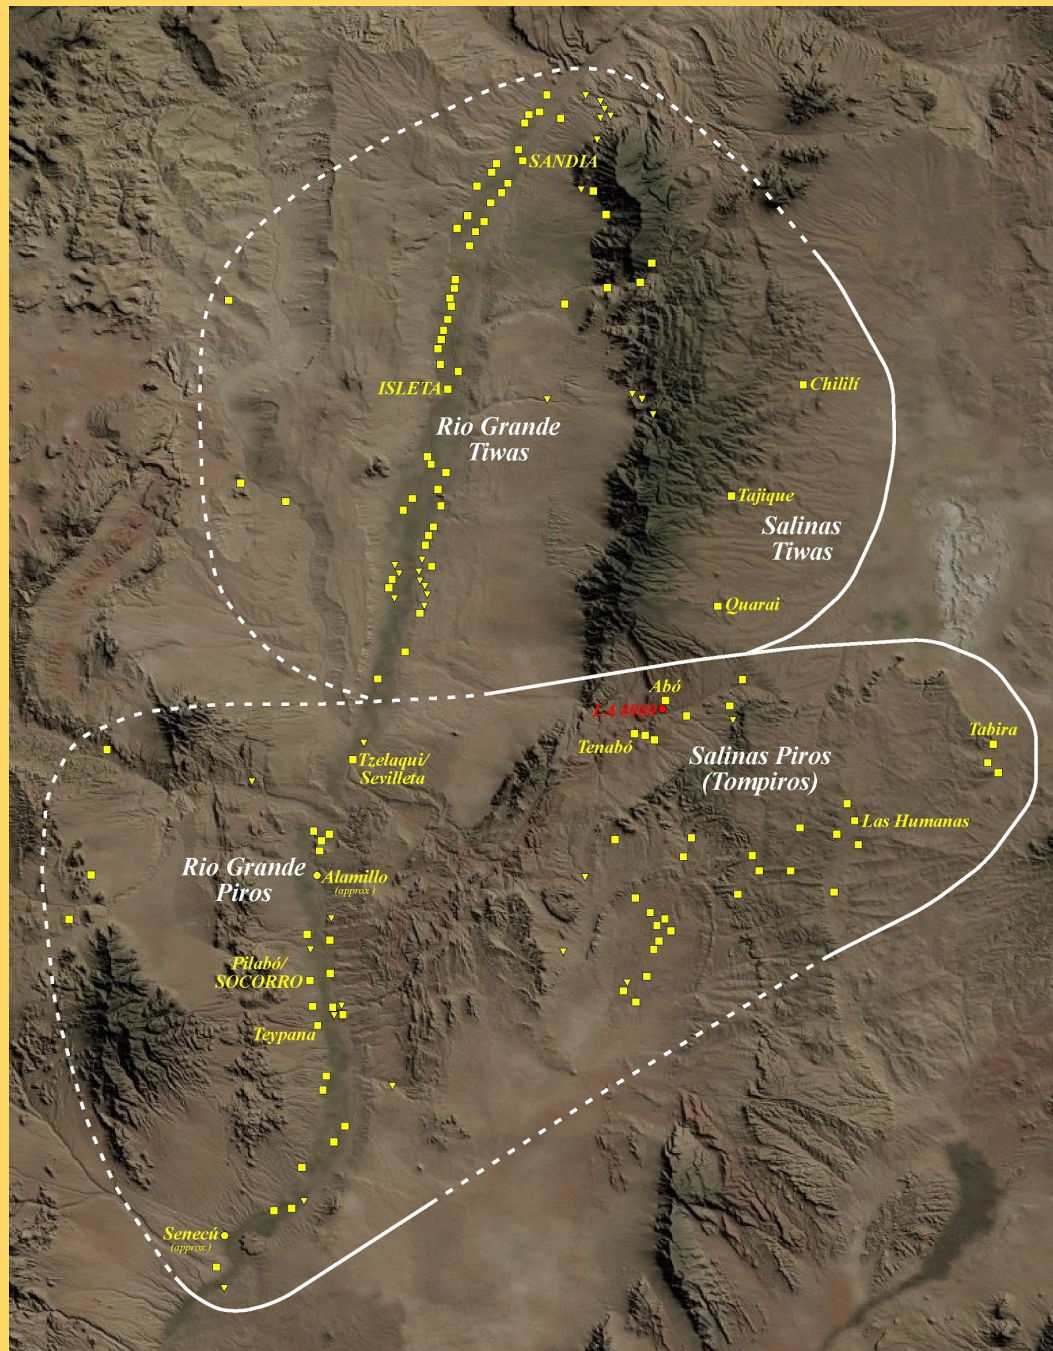 SANDIA
ISLETA
Chililí
Rio Grande
Tiwas
Tajique
Salinas
Tiwas
Quarai
Abó
LA 8989
Tenabó
Tabira
Salinas Piros
(Tompiros)
Tzelaqui/
Sevilleta
Las Humanas
Rio Grande
Piros
Alamillo
(approx.)
Pilabó/
SOCORRO
Teypana
Senecú
(approx.)